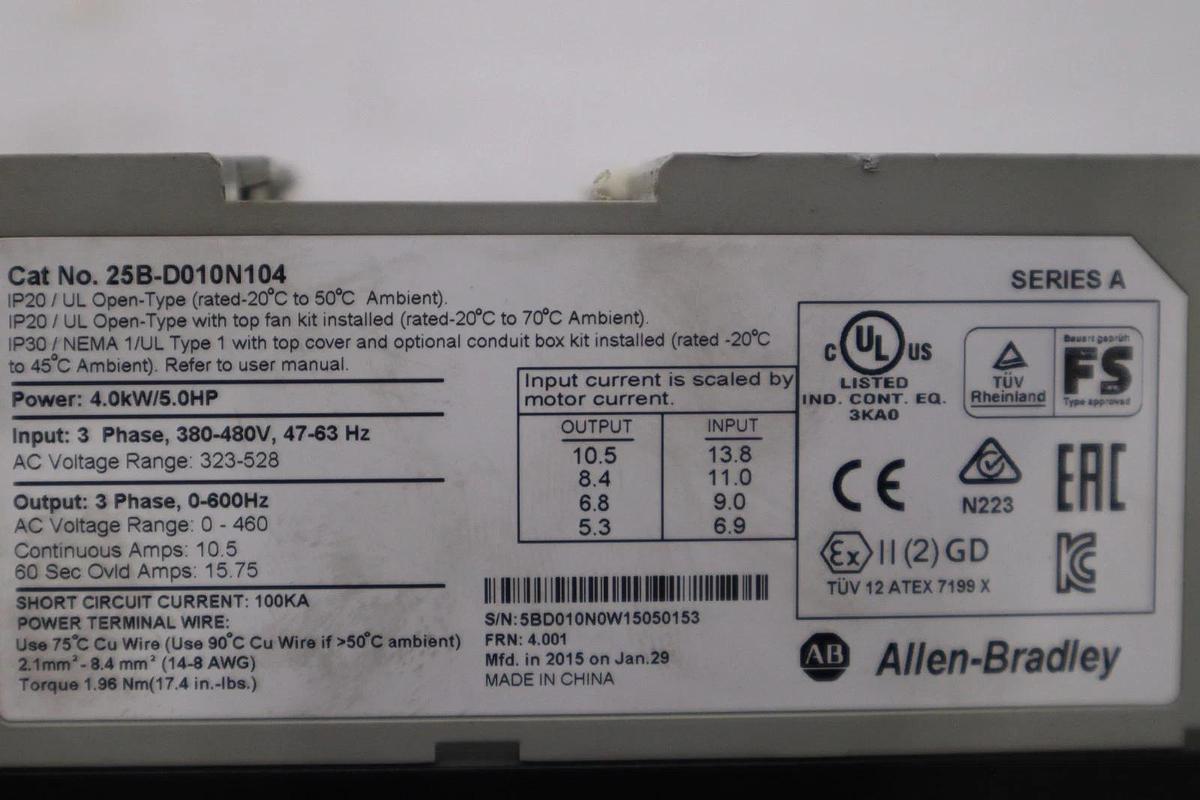 Cat No. 25B-D010N104
SERIES A
IP20 / UL Open-Type (rated-20°C to 50°C Ambient).
IP20 / UL Open-Type with top fan kit installed (rated-20°C to 70°C Ambient).
IP30 / NEMA 1/UL Type 1 with top cover and optional conduit box kit installed (rated -20°C
to 45°C Ambient). Refer to user manual.
Power: 4.0kW/5.0HP
Input: 3 Phase, 380-480V, 47-63 Hz
AC Voltage Range: 323-528
Output: 3 Phase, 0-600Hz
AC Voltage Range: 0 - 460
Continuous Amps: 10.5
60 Sec Ovld Amps: 15.75
SHORT CIRCUIT CURRENT: 100KA
POWER TERMINAL WIRE:
Use 75°C Cu Wire (Use 90°C Cu Wire if >50°C ambient)
2.1mm² - 8.4 mm² (14-8 AWG)
Torque 1.96 Nm(17.4 in.-lbs.)
Input current is scaled by
motor current.
OUTPUT INPUT
10.5 13.8
8.4 11.0
6.8 9.0
5.3 6.9
S/N:5BD010N0W15050153
FRN: 4.001
Mfd. in 2015 on Jan.29
MADE IN CHINA
C UL US
LISTED
IND. CONT. EQ.
3KA0
TÜV
Rheinland
Bauart geprüft
FS
Type approved
CE
N223
EAC
Ex II (2) GD
TÜV 12 ATEX 7199 X
KC
AB Allen-Bradley